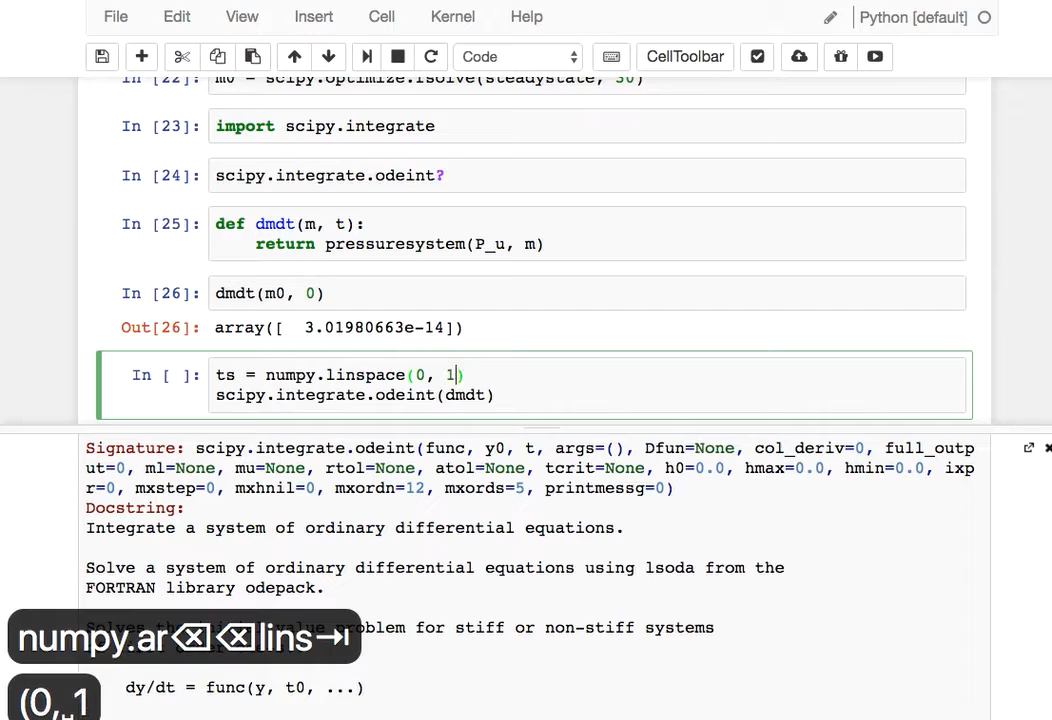 File Edit View Insert Cell Kernel Help Python [default]
Code CellToolbar
In [22]: m0 = scipy.optimize.fsolve(steadystate, 30)
In [23]: import scipy.integrate
In [24]: scipy.integrate.odeint?
In [25]: def dmdt(m, t):
return pressuresystem(P_u, m)
In [26]: dmdt(m0, 0)
Out[26]: array([ 3.01980663e-14])
In [ ]: ts = numpy.linspace(0, 1)
scipy.integrate.odeint(dmdt)
Signature: scipy.integrate.odeint(func, y0, t, args=(), Dfun=None, col_deriv=0, full_outp
ut=0, ml=None, mu=None, rtol=None, atol=None, tcrit=None, h0=0.0, hmax=0.0, hmin=0.0, ixp
r=0, mxstep=0, mxhnil=0, mxordn=12, mxords=5, printmessg=0)
Docstring:
Integrate a system of ordinary differential equations.
Solve a system of ordinary differential equations using lsoda from the
FORTRAN library odepack.
Solves the initial value problem for stiff or non-stiff systems
numpy.ar⌫⌫lins⇥
dy/dt = func(y, t0, ...)
(0,␣1